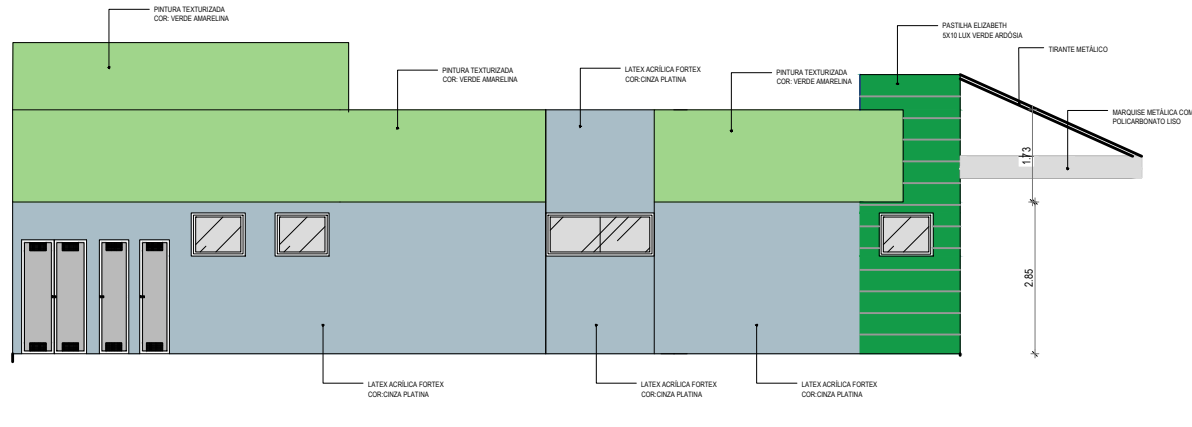 PINTURA TEXTURIZADA
COR: VERDE AMARELINA
PINTURA TEXTURIZADA
COR: VERDE AMARELINA
LATEX ACRÍLICA FORTEX
COR:CINZA PLATINA
PINTURA TEXTURIZADA
COR: VERDE AMARELINA
PASTILHA ELIZABETH
5X10 LUX VERDE ARDÓSIA
TIRANTE METÁLICO
MARQUISE METÁLICA COM
POLICARBONATO LISO
1.73
2.85
LATEX ACRÍLICA FORTEX
COR:CINZA PLATINA
LATEX ACRÍLICA FORTEX
COR:CINZA PLATINA
LATEX ACRÍLICA FORTEX
COR:CINZA PLATINA